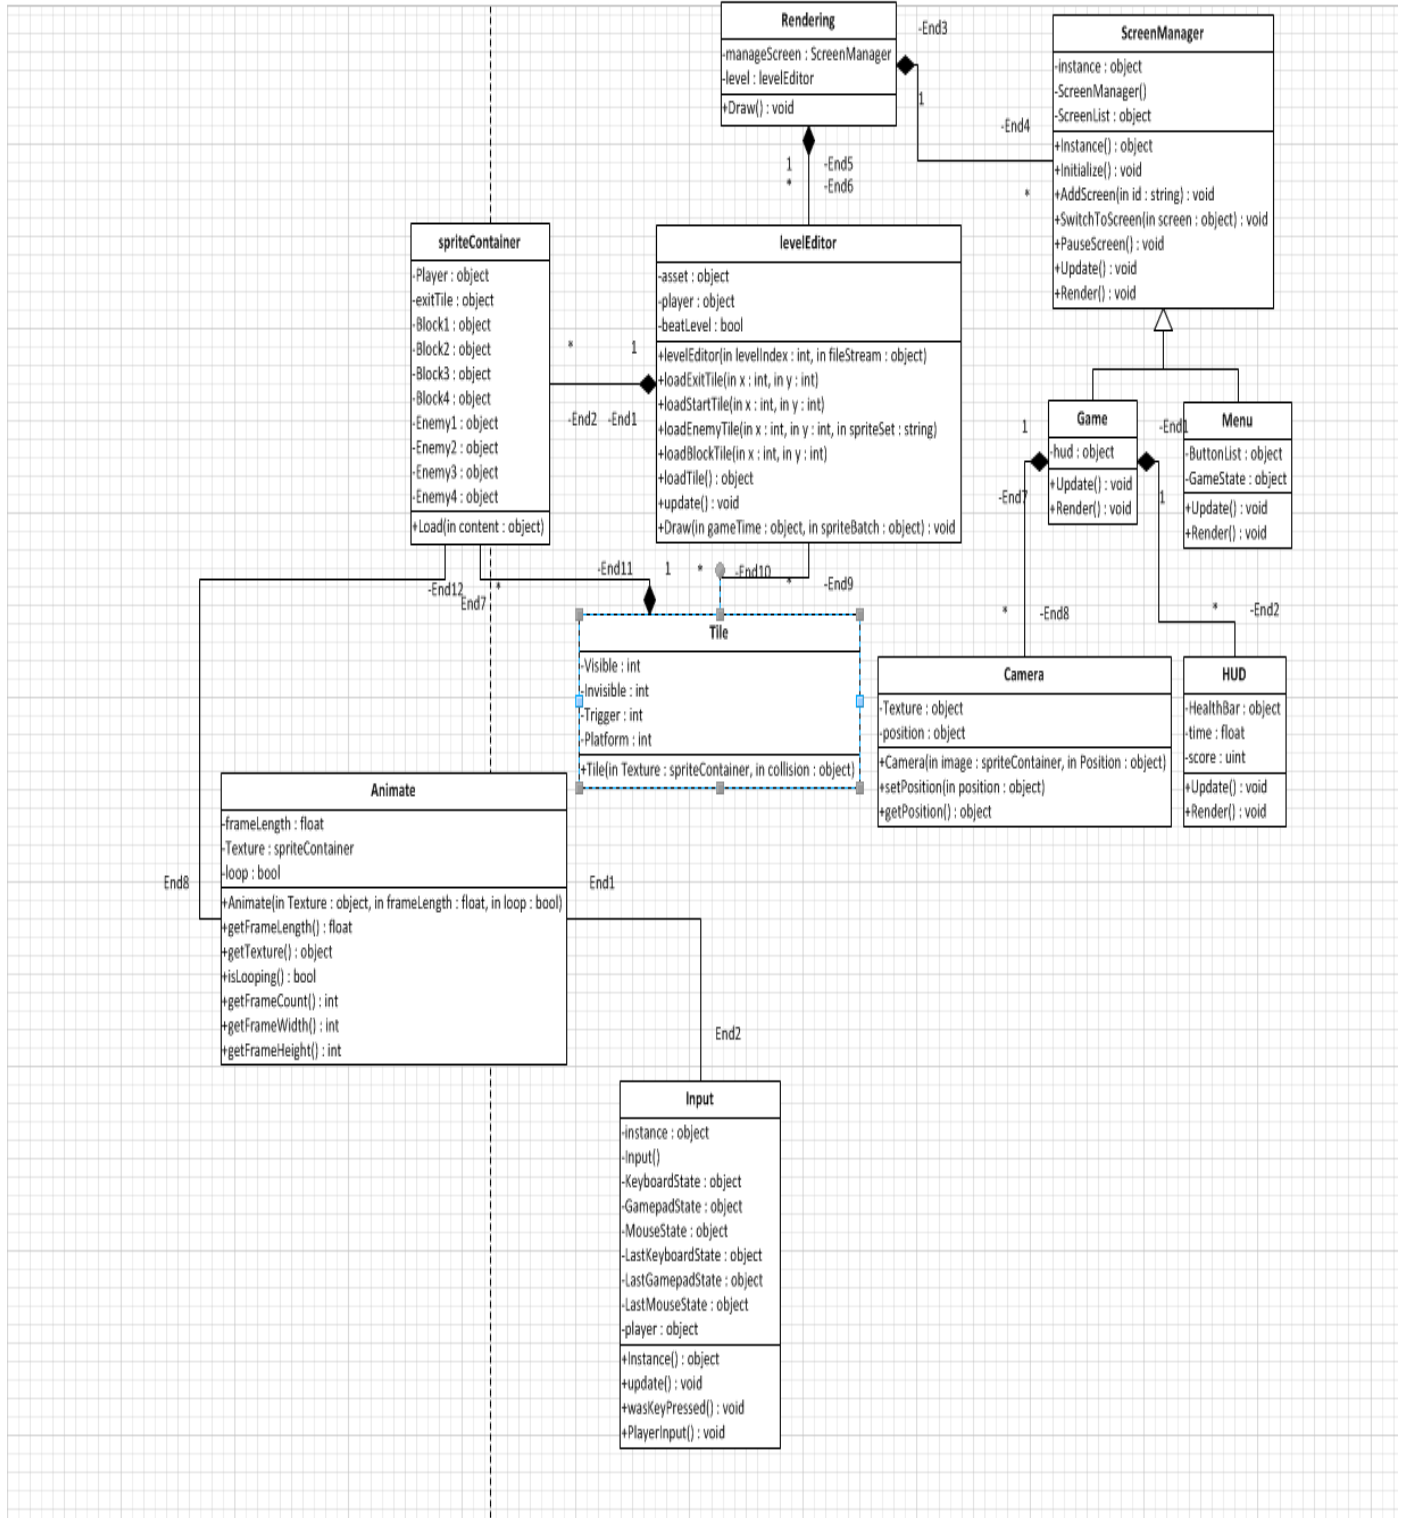 Rendering
-manageScreen : ScreenManager
-level : levelEditor
+Draw() : void
-End3
1
-End4
*
ScreenManager
-instance : object
-ScreenManager()
-ScreenList : object
+Instance() : object
+Initialize() : void
+AddScreen(in id : string) : void
+SwitchToScreen(in screen : object) : void
+PauseScreen() : void
+Update() : void
+Render() : void
1
-End5
*
-End6
spriteContainer
-Player : object
-exitTile : object
-Block1 : object
-Block2 : object
-Block3 : object
-Block4 : object
-Enemy1 : object
-Enemy2 : object
-Enemy3 : object
-Enemy4 : object
+Load(in content : object)
*
1
-End2
-End1
levelEditor
-asset : object
-player : object
-beatLevel : bool
+levelEditor(in levelIndex : int, in fileStream : object)
+loadExitTile(in x : int, in y : int)
+loadStartTile(in x : int, in y : int)
+loadEnemyTile(in x : int, in y : int, in spriteSet : string)
+loadBlockTile(in x : int, in y : int)
+loadTile() : object
+update() : void
+Draw(in gameTime : object, in spriteBatch : object) : void
Game
-hud : object
+Update() : void
+Render() : void
1
-End7
-End1
1
Menu
-ButtonList : object
-GameState : object
+Update() : void
+Render() : void
-End12
End7
*
-End11
1
*
-End10
*
-End9
*
-End8
*
-End2
Tile
-Visible : int
-Invisible : int
-Trigger : int
-Platform : int
+Tile(in Texture : spriteContainer, in collision : object)
Camera
-Texture : object
-position : object
+Camera(in image : spriteContainer, in Position : object)
+setPosition(in position : object)
+getPosition() : object
HUD
-HealthBar : object
-time : float
-score : uint
+Update() : void
+Render() : void
Animate
-frameLength : float
-Texture : spriteContainer
-loop : bool
+Animate(in Texture : object, in frameLength : float, in loop : bool)
+getFrameLength() : float
+getTexture() : object
+isLooping() : bool
+getFrameCount() : int
+getFrameWidth() : int
+getFrameHeight() : int
End8
End1
End2
Input
-instance : object
-Input()
-KeyboardState : object
-GamepadState : object
-MouseState : object
-LastKeyboardState : object
-LastGamepadState : object
-LastMouseState : object
-player : object
+Instance() : object
+update() : void
+wasKeyPressed() : void
+PlayerInput() : void